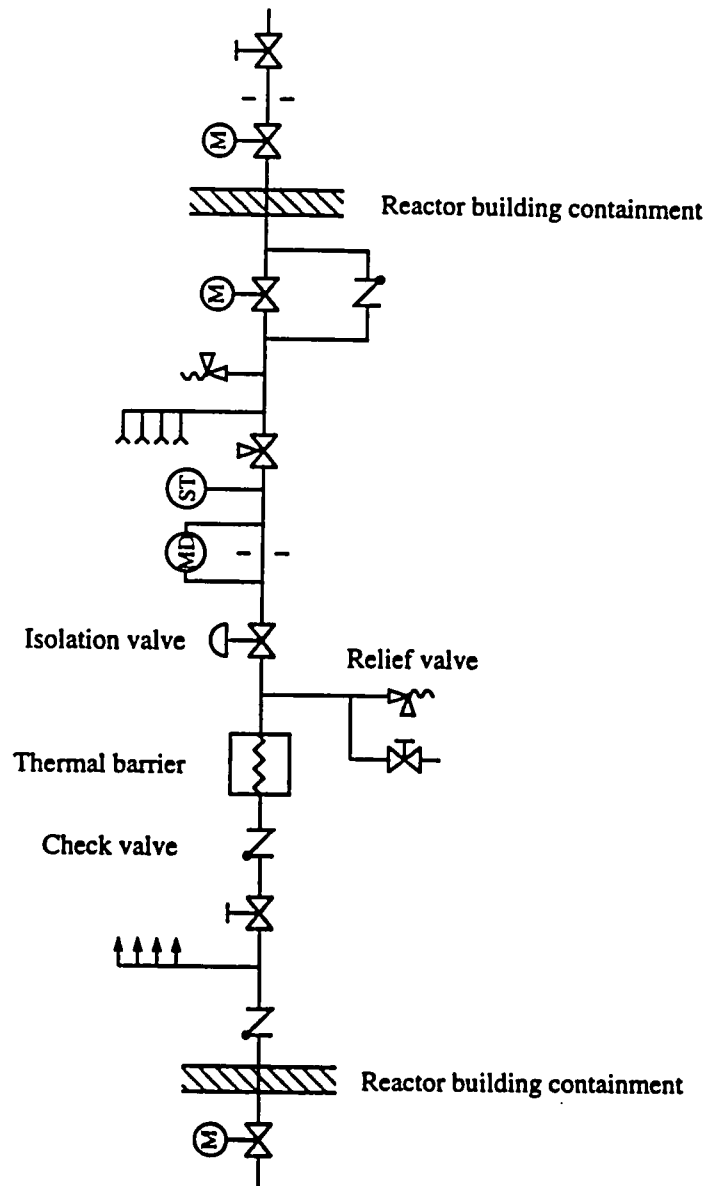 M
Reactor building containment
M
ST
MD
Isolation valve
Relief valve
Thermal barrier
Check valve
Reactor building containment
M